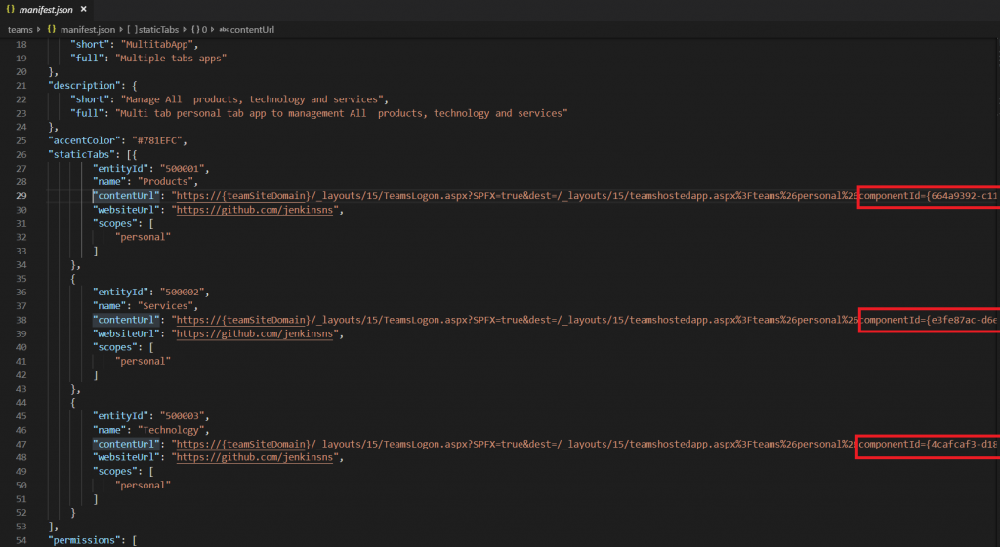 {} manifest.json ×
teams > {} manifest.json > [ ] staticTabs > {} 0 > abc contentUrl
18 "short": "MultitabApp",
19 "full": "Multiple tabs apps"
20 },
21 "description": {
22 "short": "Manage All  products, technology and services",
23 "full": "Multi tab personal tab app to management All  products, technology and services"
24 },
25 "accentColor": "#781EFC",
26 "staticTabs": [{
27 "entityId": "500001",
28 "name": "Products",
29 "contentUrl": "https://{teamSiteDomain}/_layouts/15/TeamsLogon.aspx?SPFX=true&dest=/_layouts/15/teamshostedapp.aspx%3Fteams%26personal%26componentId={664a9392-c11
30 "websiteUrl": "https://github.com/jenkinsns",
31 "scopes": [
32 "personal"
33 ]
34 },
35 {
36 "entityId": "500002",
37 "name": "Services",
38 "contentUrl": "https://{teamSiteDomain}/_layouts/15/TeamsLogon.aspx?SPFX=true&dest=/_layouts/15/teamshostedapp.aspx%3Fteams%26personal%26componentId={e3fe87ac-d6e
39 "websiteUrl": "https://github.com/jenkinsns",
40 "scopes": [
41 "personal"
42 ]
43 },
44 {
45 "entityId": "500003",
46 "name": "Technology",
47 "contentUrl": "https://{teamSiteDomain}/_layouts/15/TeamsLogon.aspx?SPFX=true&dest=/_layouts/15/teamshostedapp.aspx%3Fteams%26personal%26componentId={4cafcaf3-d18
48 "websiteUrl": "https://github.com/jenkinsns",
49 "scopes": [
50 "personal"
51 ]
52 }
53 ],
54 "permissions": [